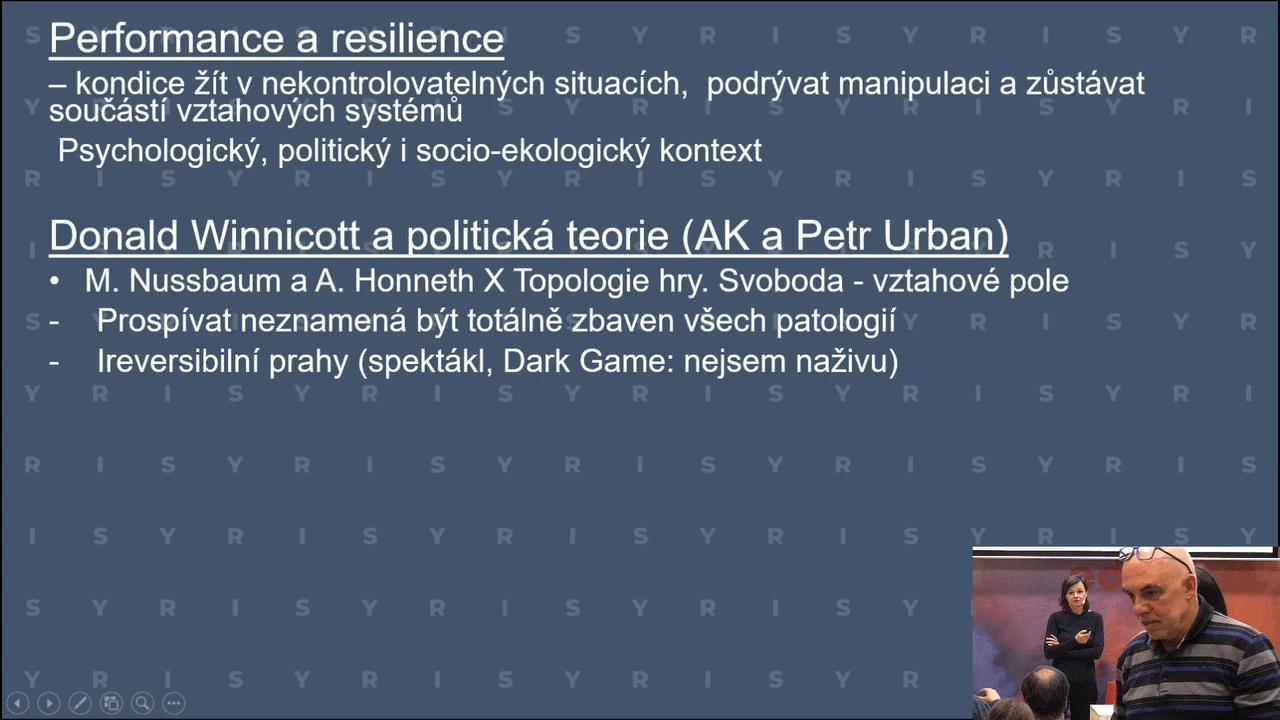 Performance a resilience
– kondice žít v nekontrolovatelných situacích, podrývat manipulaci a zůstávat
součástí vztahových systémů
Psychologický, politický i socio-ekologický kontext
Donald Winnicott a politická teorie (AK a Petr Urban)
• M. Nussbaum a A. Honneth X Topologie hry. Svoboda - vztahové pole
- Prospívat neznamená být totálně zbaven všech patologií
- Ireversibilní prahy (spektákl, Dark Game: nejsem naživu)